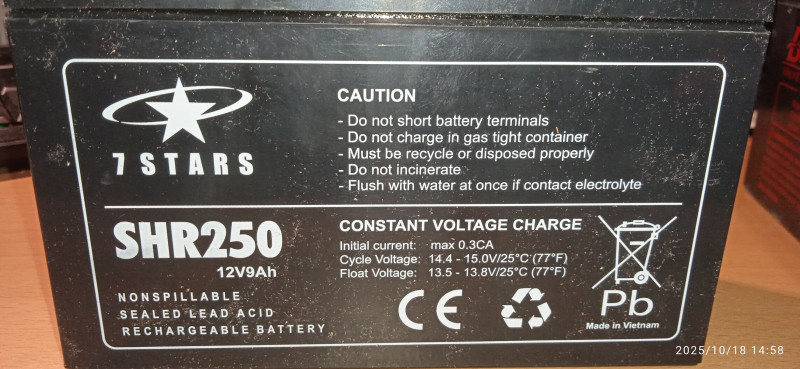 7 STARS
CAUTION
- Do not short battery terminals
- Do not charge in gas tight container
- Must be recycle or disposed properly
- Do not incinerate
- Flush with water at once if contact electrolyte
SHR250
12V9Ah
NONSPILLABLE
SEALED LEAD ACID
RECHARGEABLE BATTERY
CONSTANT VOLTAGE CHARGE
Initial current: max 0.3CA
Cycle Voltage: 14.4 - 15.0V/25°C (77°F)
Float Voltage: 13.5 - 13.8V/25°C (77°F)
CE
Pb
Made in Vietnam
2025/10/18 14:58